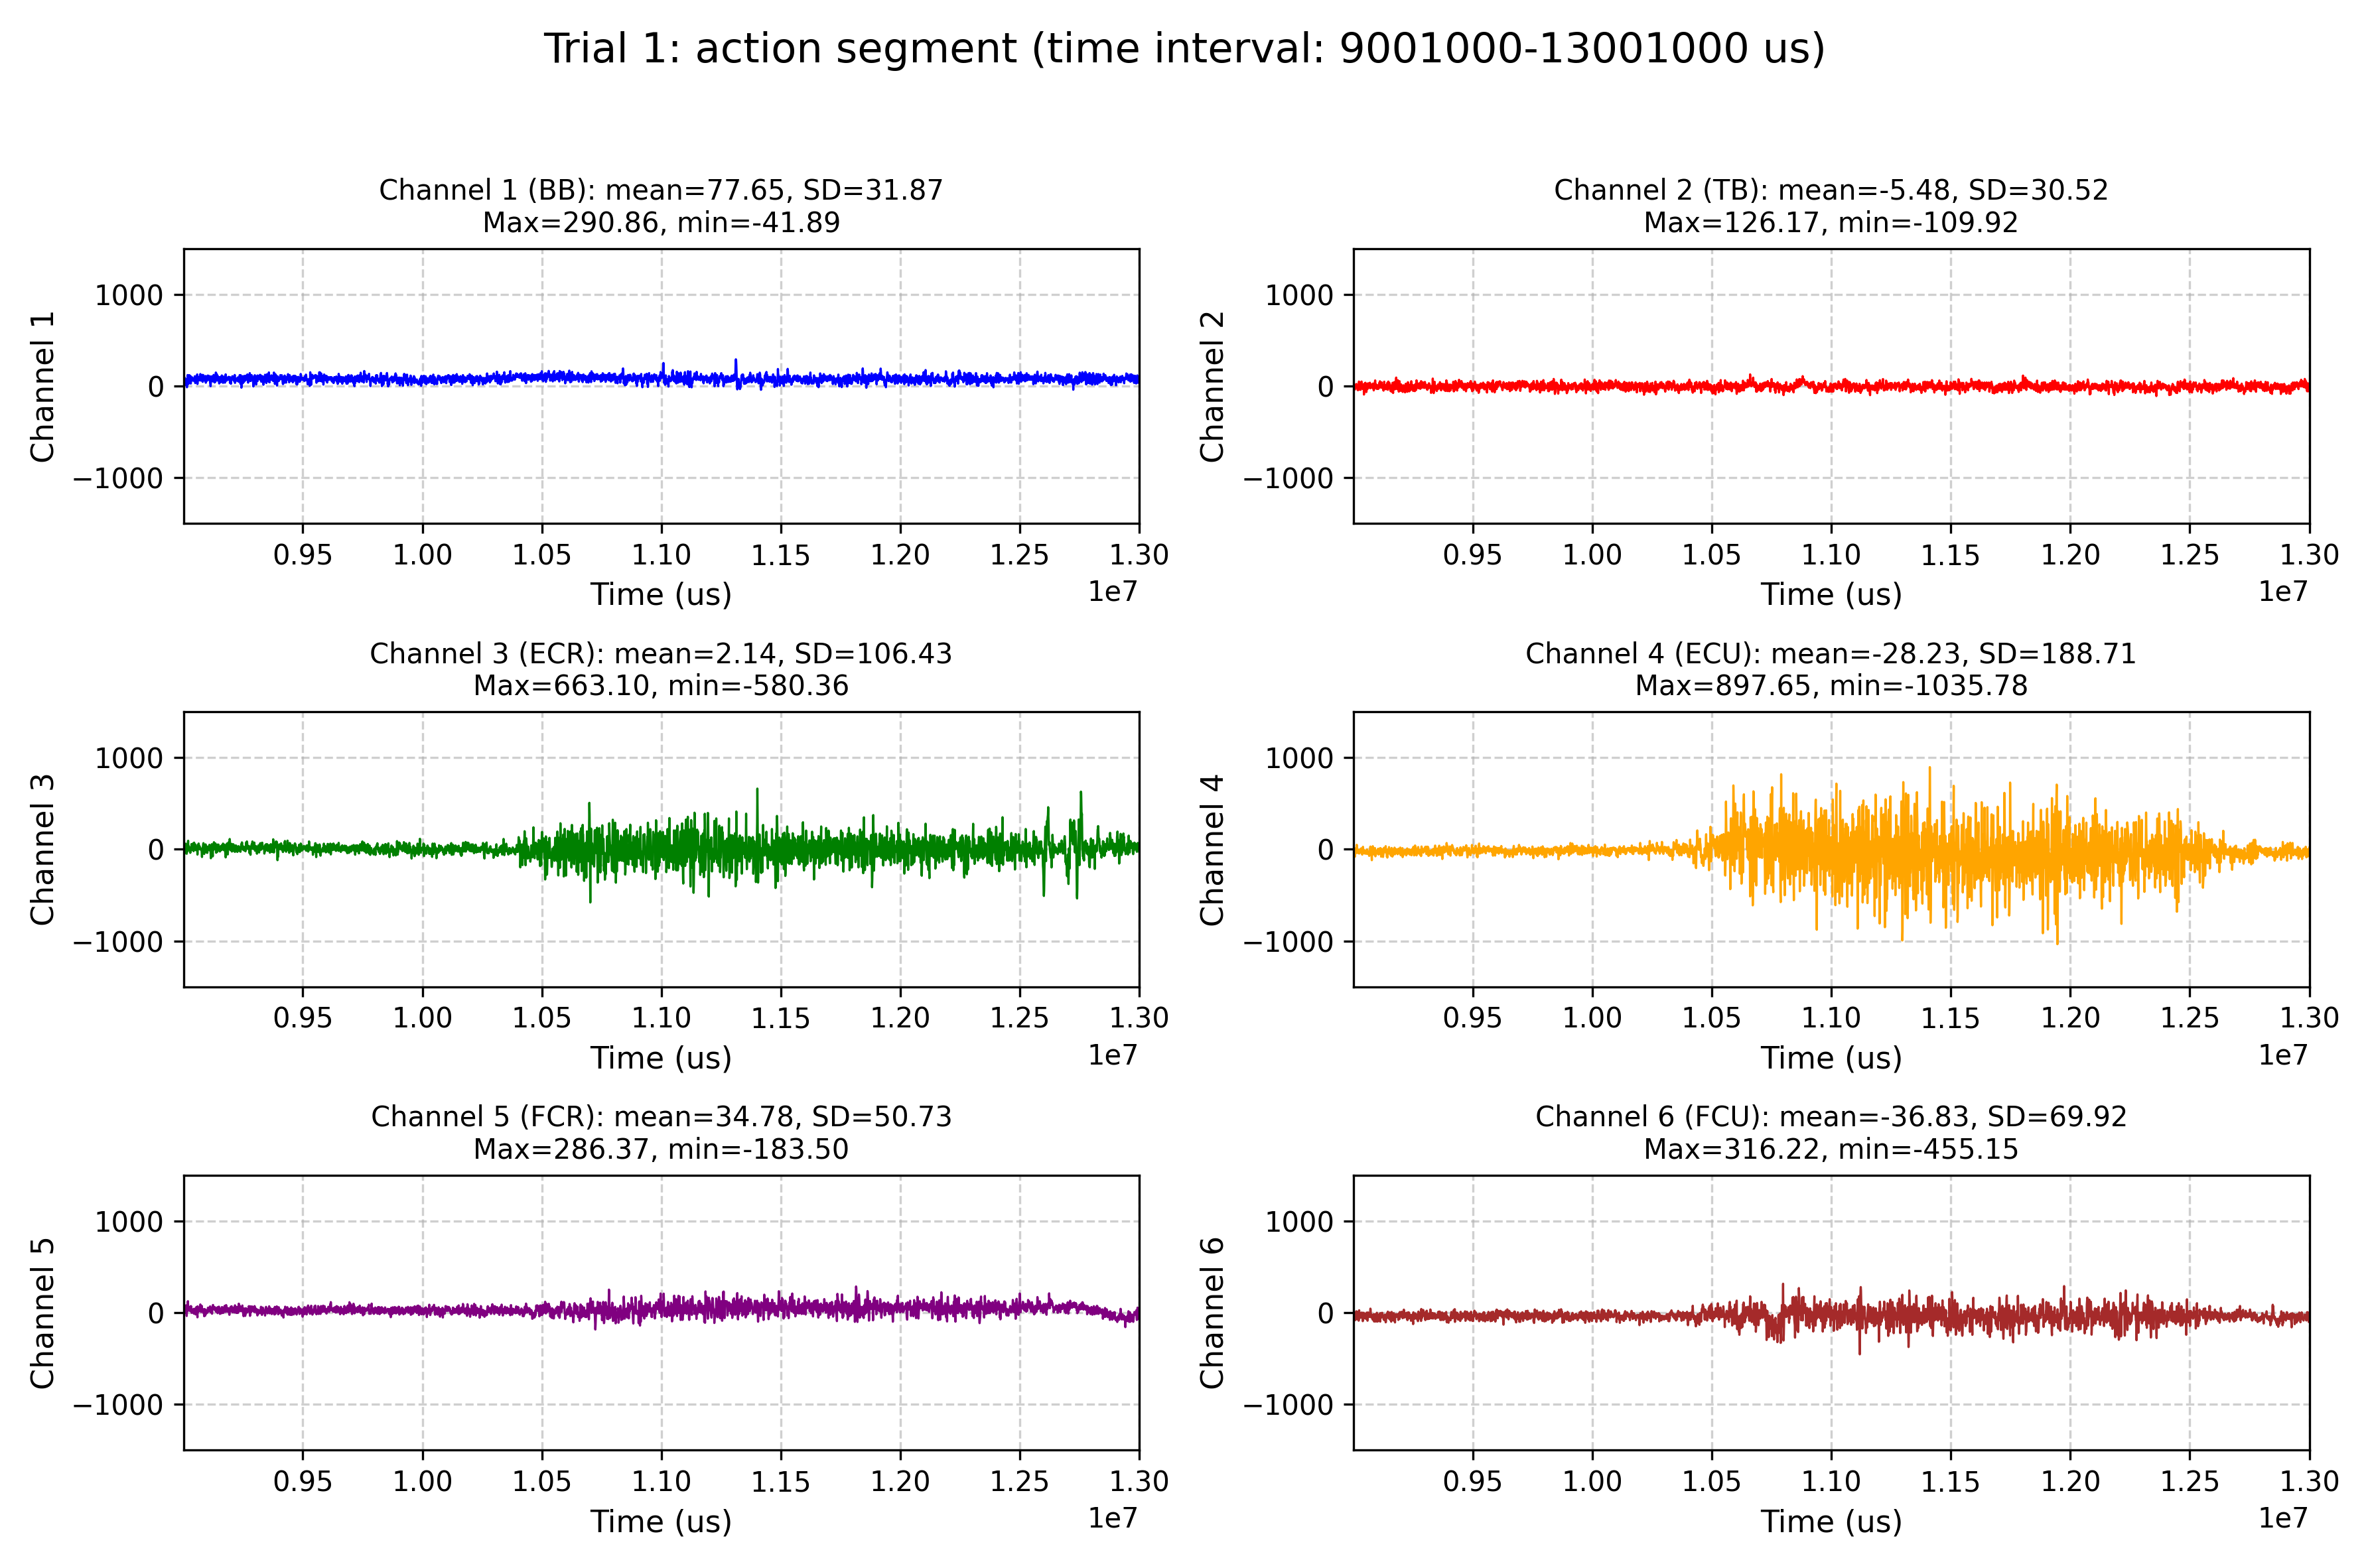 Trial 1: action segment (time interval: 9001000-13001000 us)
Channel 1 (BB): mean=77.65, SD=31.87
Max=290.86, min=-41.89
Channel 1
1000
0
−1000
0.95 1.00 1.05 1.10 1.15 1.20 1.25 1.30
Time (us)
1e7
Channel 2 (TB): mean=-5.48, SD=30.52
Max=126.17, min=-109.92
Channel 2
1000
0
−1000
0.95 1.00 1.05 1.10 1.15 1.20 1.25 1.30
Time (us)
1e7
Channel 3 (ECR): mean=2.14, SD=106.43
Max=663.10, min=-580.36
Channel 3
1000
0
−1000
0.95 1.00 1.05 1.10 1.15 1.20 1.25 1.30
Time (us)
1e7
Channel 4 (ECU): mean=-28.23, SD=188.71
Max=897.65, min=-1035.78
Channel 4
1000
0
−1000
0.95 1.00 1.05 1.10 1.15 1.20 1.25 1.30
Time (us)
1e7
Channel 5 (FCR): mean=34.78, SD=50.73
Max=286.37, min=-183.50
Channel 5
1000
0
−1000
0.95 1.00 1.05 1.10 1.15 1.20 1.25 1.30
Time (us)
1e7
Channel 6 (FCU): mean=-36.83, SD=69.92
Max=316.22, min=-455.15
Channel 6
1000
0
−1000
0.95 1.00 1.05 1.10 1.15 1.20 1.25 1.30
Time (us)
1e7